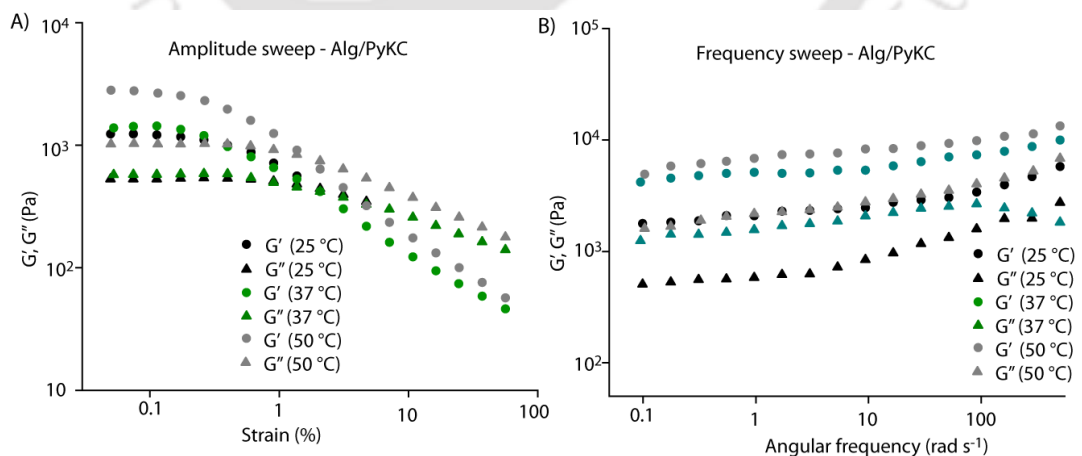 A)
Amplitude sweep - Alg/PyKC
10⁴
10³
10²
10
G′, G″ (Pa)
G′ (25 °C)
G″ (25 °C)
G′ (37 °C)
G″ (37 °C)
G′ (50 °C)
G″ (50 °C)
0.1 1 10 100
Strain (%)
B)
Frequency sweep - Alg/PyKC
10⁵
10⁴
10³
10²
G′, G″ (Pa)
G′ (25 °C)
G″ (25 °C)
G′ (37 °C)
G″ (37 °C)
G′ (50 °C)
G″ (50 °C)
0.1 1 10 100
Angular frequency (rad s⁻¹)